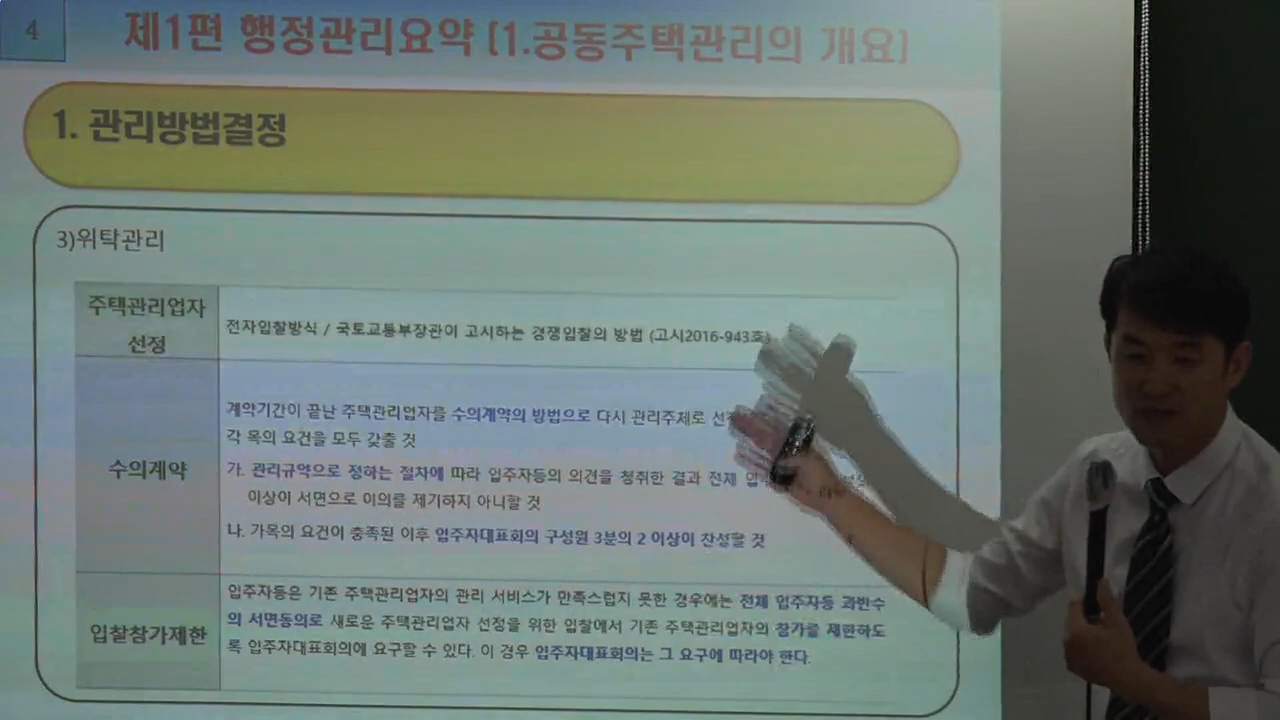 4
제1편 행정관리요약 [1.공동주택관리의 개요]
1. 관리방법결정
3)위탁관리
주택관리업자
선정
전자입찰방식 / 국토교통부장관이 고시하는 경쟁입찰의 방법 (고시2016-943호)
수의계약
계약기간이 끝난 주택관리업자를 수의계약의 방법으로 다시 관리주체로
각 목의 요건을 모두 갖출 것
가. 관리규약으로 정하는 절차에 따라 입주자등의 의견을 청취한 결과 전체
이상이 서면으로 이의를 제기하지 아니할 것
나. 가목의 요건이 충족된 이후 입주자대표회의 구성원 3분의 2 이상이 찬성할 것
입찰참가제한
입주자등은 기존 주택관리업자의 관리 서비스가 만족스럽지 못한 경우에는 전체 입주자등 과반수
의 서면동의로 새로운 주택관리업자 선정을 위한 입찰에서 기존 주택관리업자의 참가를 제한하도
록 입주자대표회의에 요구할 수 있다. 이 경우 입주자대표회의는 그 요구에 따라야 한다.